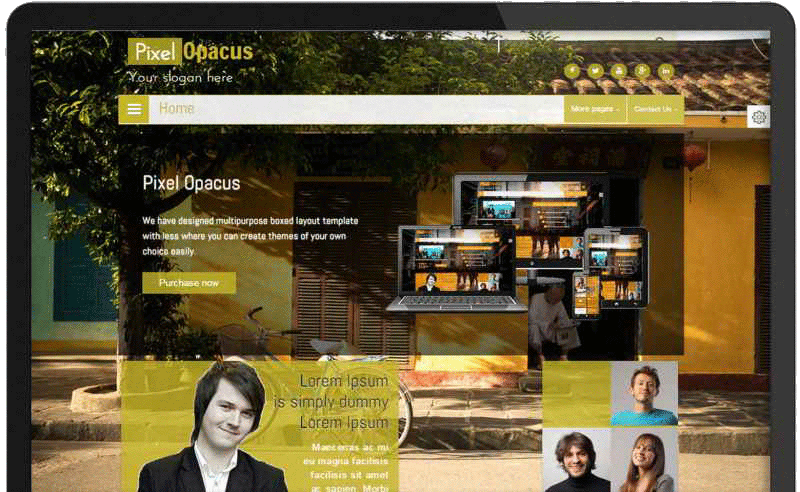 Pixel Opacus
Your slogan here
Home
More pages
Contact Us
Pixel Opacus
We have designed multipurpose boxed layout template
with less where you can create themes of your own
choice easily.
Purchase now
Lorem Ipsum
is simply dummy
Lorem Ipsum
Maecenas ac mi
eu magna facilisis
facilisis sit amet
ac sapien. Morbi